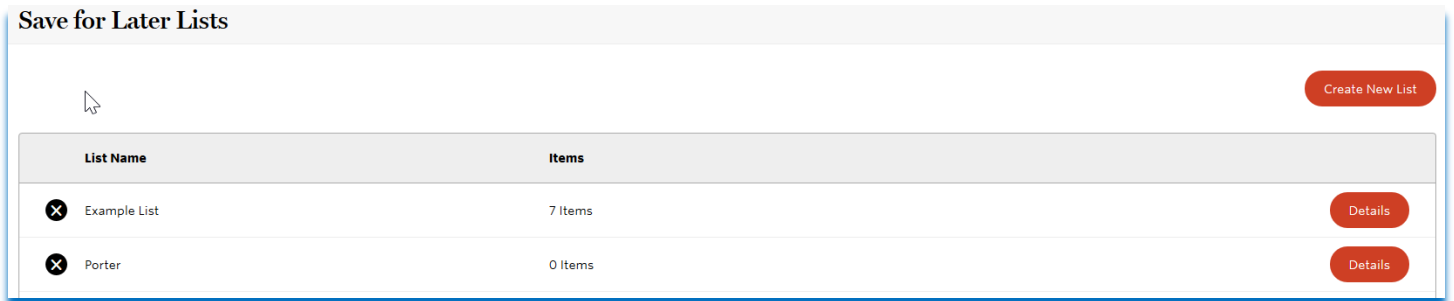 Save for Later Lists
Create New List
List Name Items
Example List 7 Items Details
Porter 0 Items Details